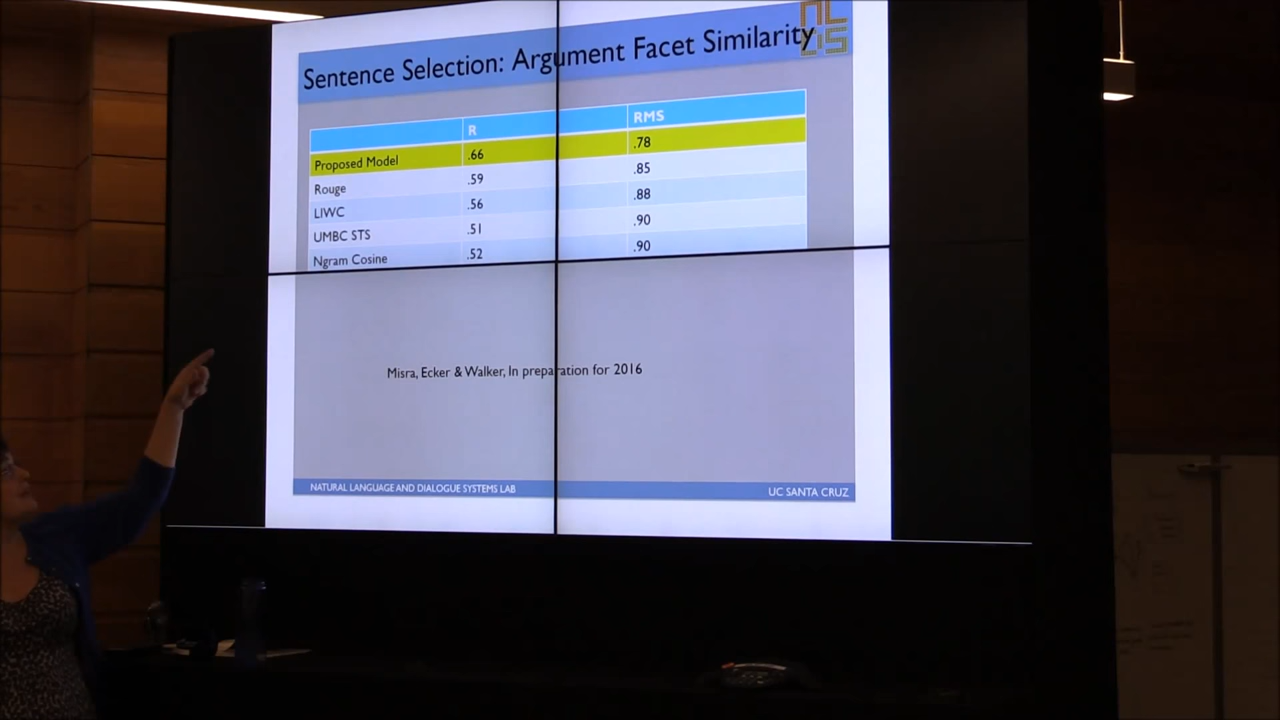 NLDS
Sentence Selection: Argument Facet Similarity
R RMS
Proposed Model .66 .78
Rouge .59 .85
LIWC .56 .88
UMBC STS .51 .90
Ngram Cosine .52 .90
Misra, Ecker & Walker, In preparation for 2016
NATURAL LANGUAGE AND DIALOGUE SYSTEMS LAB UC SANTA CRUZ